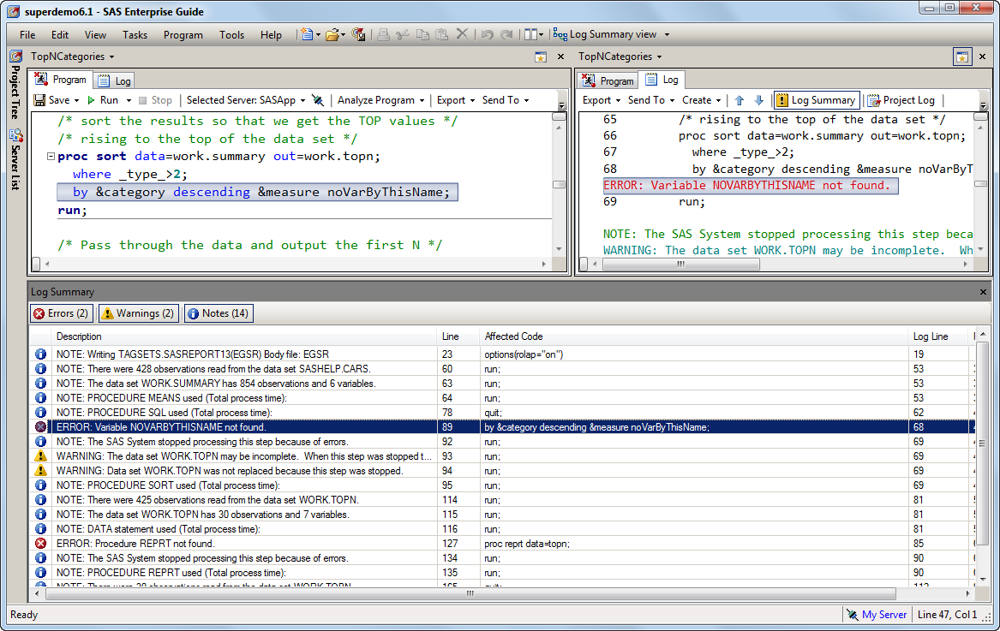 superdemo6.1 - SAS Enterprise Guide
File Edit View Tasks Program Tools Help Log Summary view
Project Tree
Server List
TopNCategories
Program Log
Save Run Stop Selected Server: SASApp Analyze Program Export Send To
/* sort the results so that we get the TOP values */
/* rising to the top of the data set */
proc sort data=work.summary out=work.topn;
where _type_>2;
by &category descending &measure noVarByThisName;
run;
/* Pass through the data and output the first N */
TopNCategories
Program Log
Export Send To Create Log Summary Project Log
65 /* rising to the top of the data set */
66 proc sort data=work.summary out=work.topn;
67 where _type_>2;
68 by &category descending &measure noVarByT
ERROR: Variable NOVARBYTHISNAME not found.
69 run;
NOTE: The SAS System stopped processing this step beca
WARNING: The data set WORK.TOPN may be incomplete. Wh
Log Summary
Errors (2) Warnings (2) Notes (14)
Description Line Affected Code Log Line
NOTE: Writing TAGSETS.SASREPORT13(EGSR) Body file: EGSR 23 options(rolap="on") 19
NOTE: There were 428 observations read from the data set SASHELP.CARS. 60 run; 53
NOTE: The data set WORK.SUMMARY has 854 observations and 6 variables. 63 run; 53
NOTE: PROCEDURE MEANS used (Total process time): 64 run; 53
NOTE: PROCEDURE SQL used (Total process time): 78 quit; 62
ERROR: Variable NOVARBYTHISNAME not found. 89 by &category descending &measure noVarByThisName; 68
NOTE: The SAS System stopped processing this step because of errors. 92 run; 69
WARNING: The data set WORK.TOPN may be incomplete. When this step was stopped t... 93 run; 69
WARNING: Data set WORK.TOPN was not replaced because this step was stopped. 94 run; 69
NOTE: PROCEDURE SORT used (Total process time): 95 run; 69
NOTE: There were 425 observations read from the data set WORK.TOPN. 114 run; 81
NOTE: The data set WORK.TOPN has 30 observations and 7 variables. 115 run; 81
NOTE: DATA statement used (Total process time): 116 run; 81
ERROR: Procedure REPRT not found. 127 proc reprt data=topn; 85
NOTE: The SAS System stopped processing this step because of errors. 134 run; 90
NOTE: PROCEDURE REPRT used (Total process time): 135 run; 90
Ready My Server Line 47, Col 1